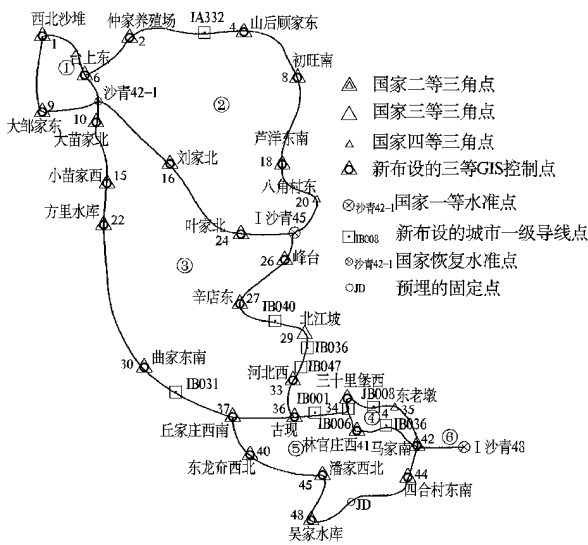 IA332
西北沙堆
1
仲家养殖场
2
4
山后顾家东
台上东
6
①
初旺南
8
沙青42-1
②
9
大邹家东
10
大苗家北
芦洋东南
18
刘家北
16
小苗家西
15
八角村东
20
方里水库
22
I沙青45
叶家北
24
③
26
峰台
辛店东
27
IB040
北江坡
29
IB036
IB047
曲家东南
30
河北西
33
三十里堡西
IB031
IB001
34
JB008
东老墩
35
37
36
④
IB036
丘家庄西南
古现
IB006
林官庄西
41
马家南
42
⑥
I沙青48
⑤
40
潘家西北
45
44
四合村东南
JD
48
吴家水库
国家二等三角点
国家三等三角点
国家四等三角点
新布设的三等GIS控制点
沙青42-1
国家一等水准点
IB008
新布设的城市一级导线点
沙青42-1
国家恢复水准点
JD
预埋的固定点